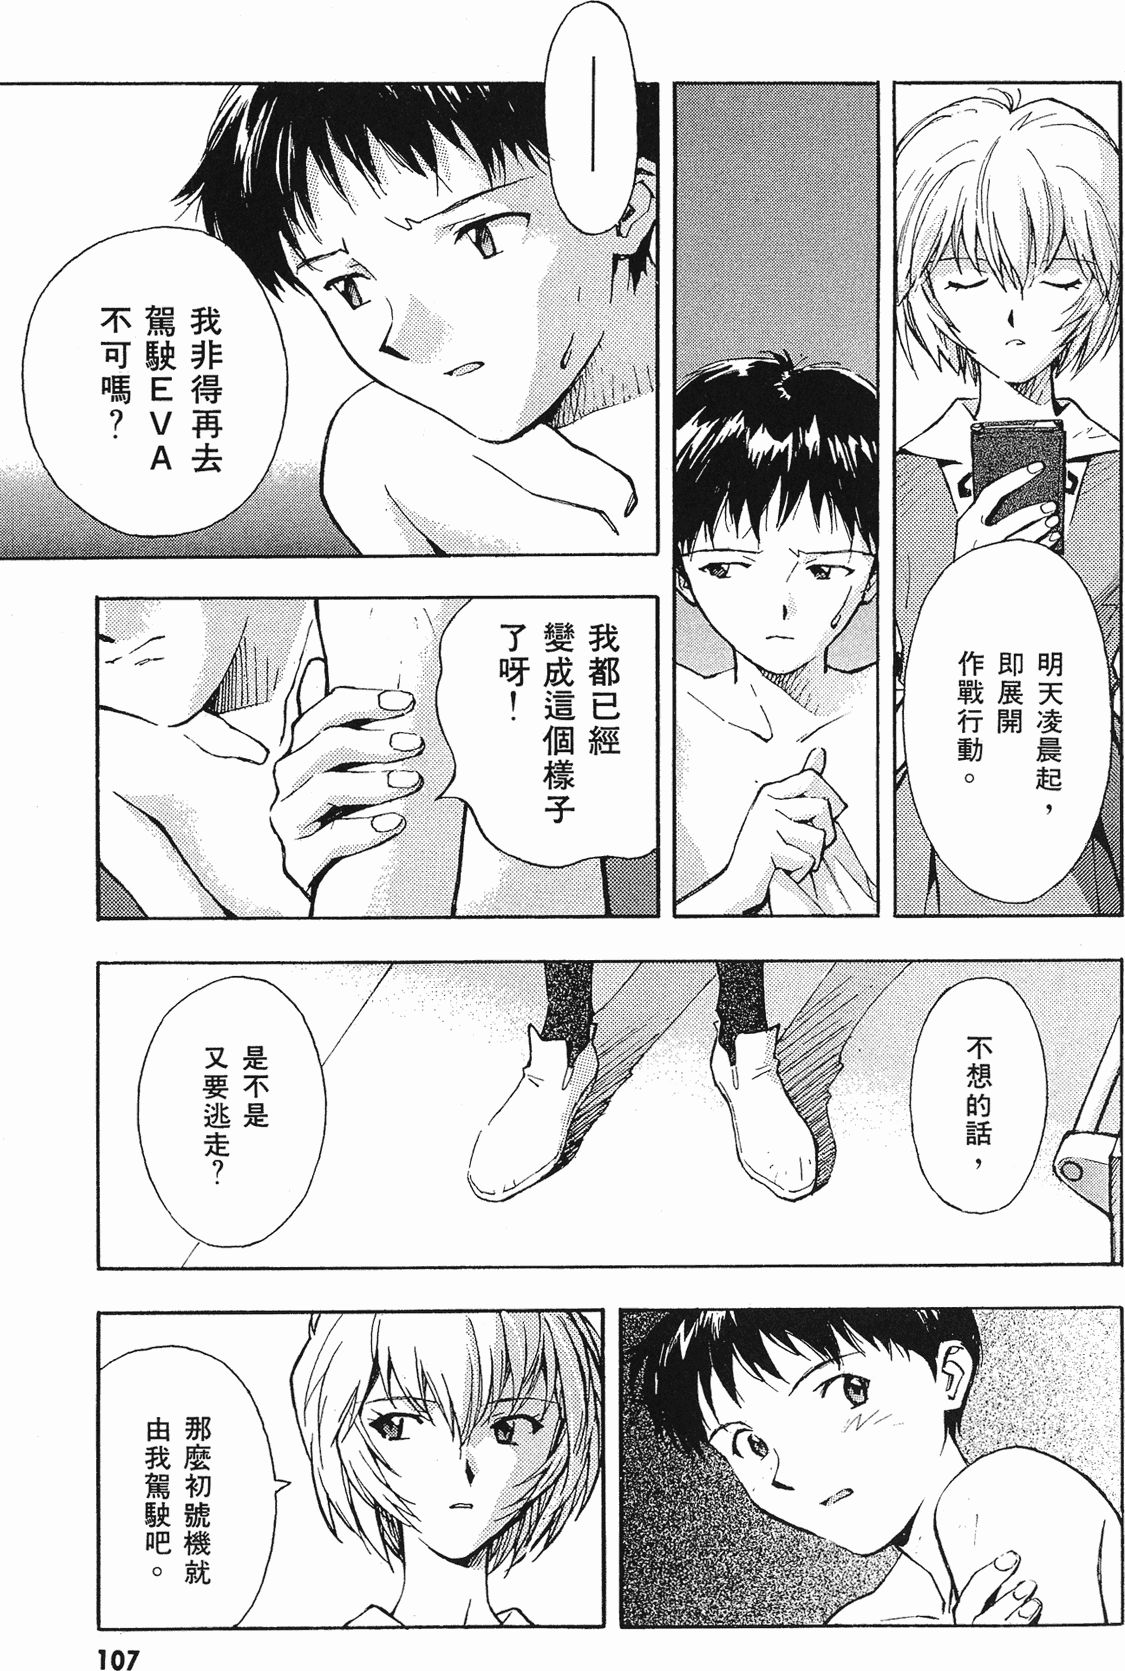 明天凌晨起，
即展開
作戰行動。
——
我非得再去
駕駛EVA
不可嗎？
我都已經
變成這個樣子
了呀！
不想的話，
是不是
又要逃走？
那麼初號機就
由我駕駛吧。
107